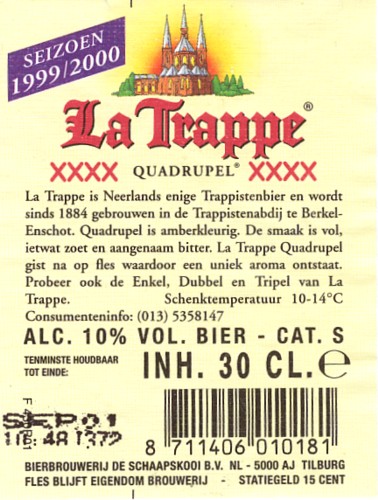 SEIZOEN
1999/2000
La Trappe®
XXXX QUADRUPEL® XXXX
La Trappe is Neerlands enige Trappistenbier en wordt
sinds 1884 gebrouwen in de Trappistenabdij te Berkel-
Enschot. Quadrupel is amberkleurig. De smaak is vol,
ietwat zoet en aangenaam bitter. La Trappe Quadrupel
gist na op fles waardoor een uniek aroma ontstaat.
Probeer ook de Enkel, Dubbel en Tripel van La
Trappe. Schenktemperatuur 10-14°C
Consumenteninfo: (013) 5358147
ALC. 10% VOL. BIER - CAT. S
TENMINSTE HOUDBAAR
TOT EINDE:
INH. 30 CL. ℮
SEP01
48 1372
8 711406 010181
BIERBROUWERIJ DE SCHAAPSKOOI B.V. NL - 5000 AJ TILBURG
FLES BLIJFT EIGENDOM BROUWERIJ - STATIEGELD 15 CENT